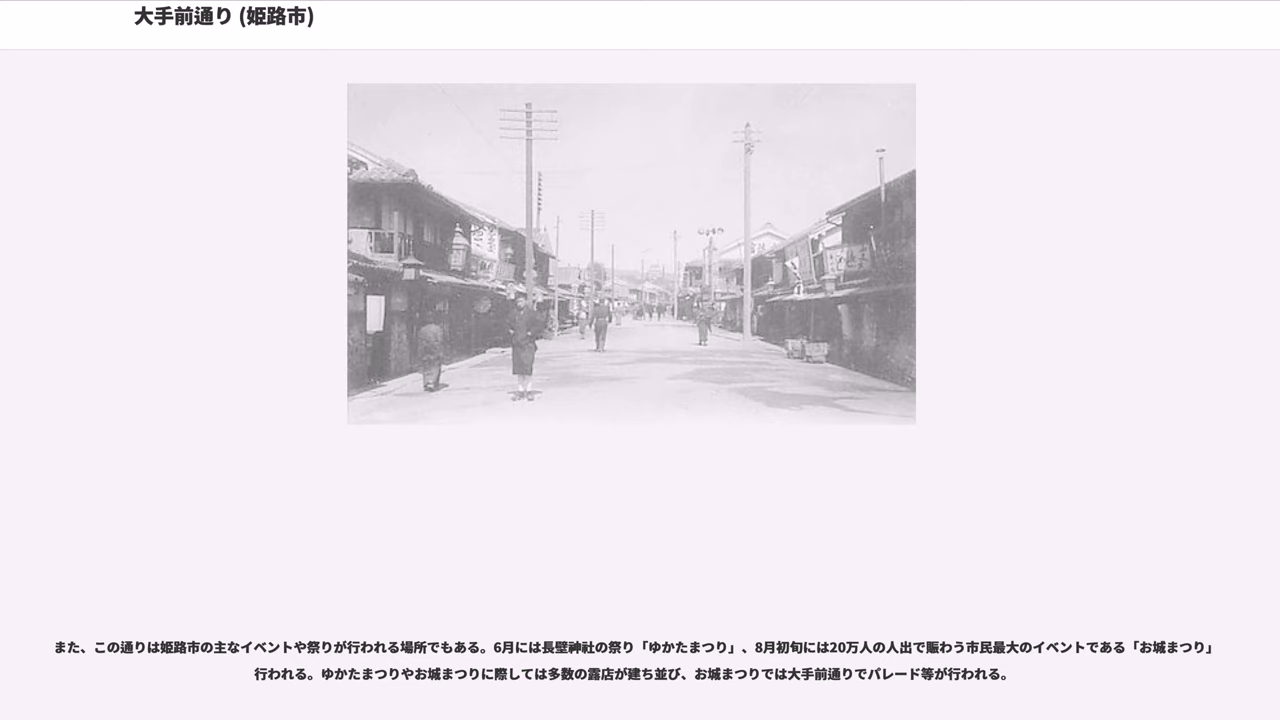 大手前通り (姫路市)
また、この通りは姫路市の主なイベントや祭りが行われる場所でもある。6月には長壁神社の祭り「ゆかたまつり」、8月初旬には20万人の人出で賑わう市民最大のイベントである「お城まつり」
行われる。ゆかたまつりやお城まつりに際しては多数の露店が建ち並び、お城まつりでは大手前通りでパレード等が行われる。